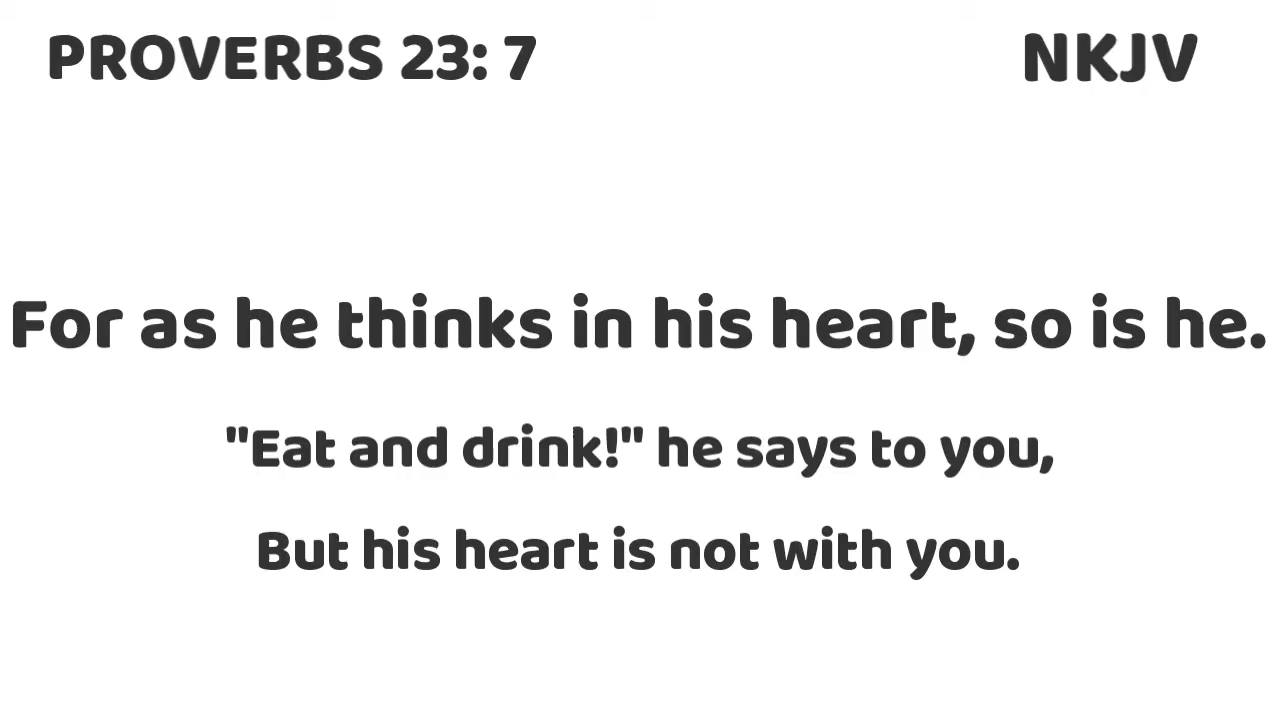 PROVERBS 23: 7 NKJV
For as he thinks in his heart, so is he.
"Eat and drink!" he says to you,
But his heart is not with you.